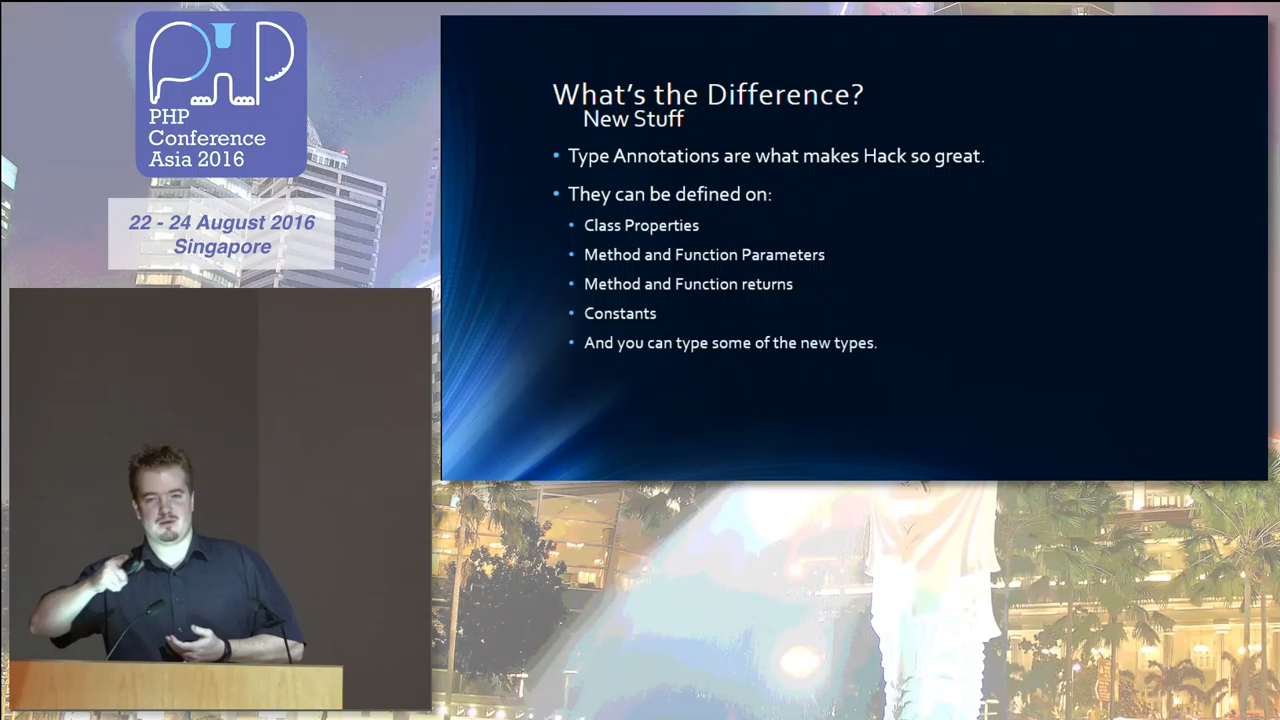 PHP
PHP
Conference
Asia 2016
22 - 24 August 2016
Singapore
What's the Difference?
New Stuff
• Type Annotations are what makes Hack so great.
• They can be defined on:
• Class Properties
• Method and Function Parameters
• Method and Function returns
• Constants
• And you can type some of the new types.